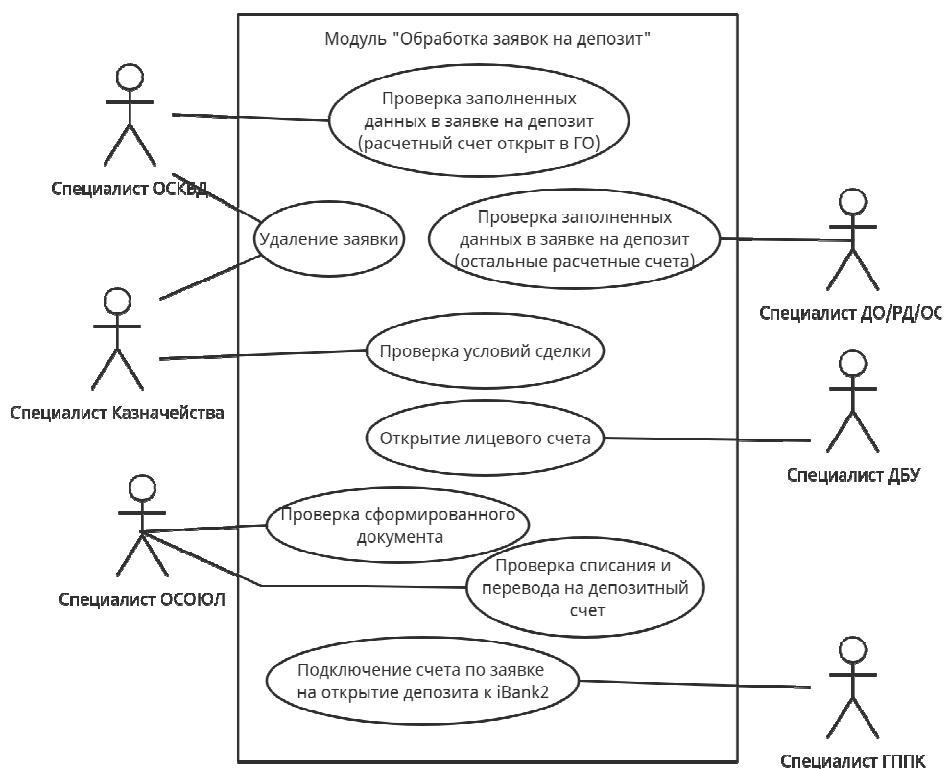 Модуль "Обработка заявок на депозит"
Проверка заполненных
данных в заявке на депозит
(расчетный счет открыт в ГО)
Специалист ОСКВД
Удаление заявки
Проверка заполненных
данных в заявке на депозит
(остальные расчетные счета)
Специалист ДО/РД/ОС
Проверка условий сделки
Специалист Казначейства
Открытие лицевого счета
Специалист ДБУ
Проверка сформированного
документа
Проверка списания и
перевода на депозитный
счет
Специалист ОСОЮЛ
Подключение счета по заявке
на открытие депозита к iBank2
Специалист ГППК